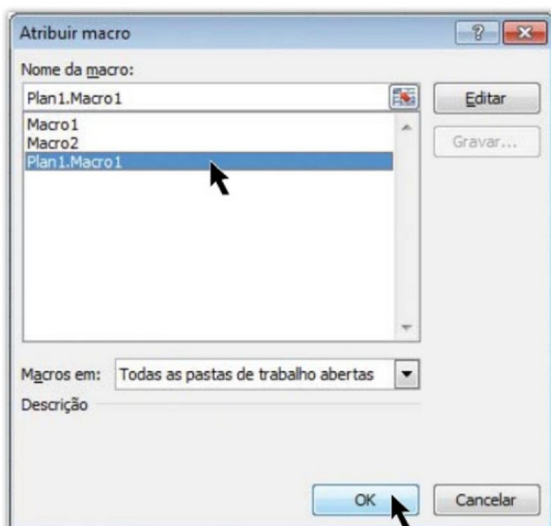 Atribuir macro
Nome da macro:
Plan1.Macro1
Editar
Macro1
Gravar...
Macro2
Plan1.Macro1
Macros em: Todas as pastas de trabalho abertas
Descrição
OK Cancelar